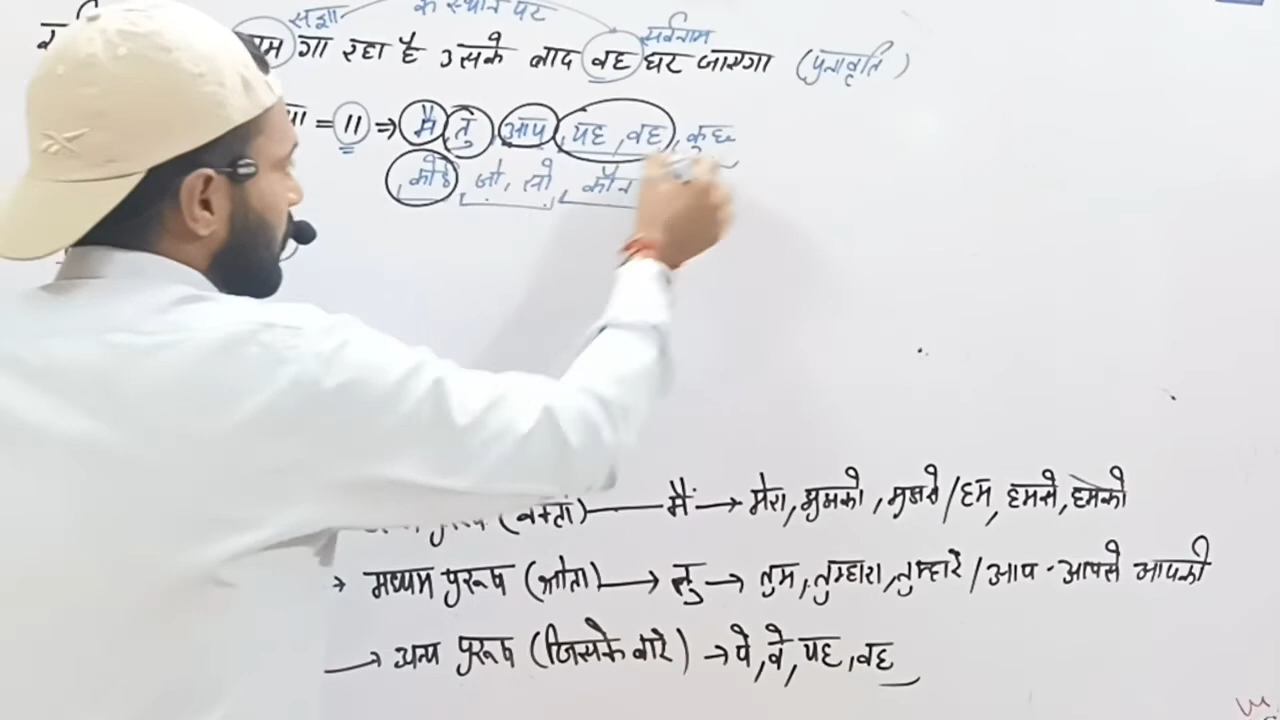 संज्ञा के स्थान पर सर्वनाम
गा रहा है उसके बाद वह घर जाएगा (पुनावृति)
= 11 ⇒ मैं, तु, आप, यह, वह, कुछ
, कोई, जो, सो, कौन
पुरूष (वक्ता) — मैं → मेरा, मुझको, मुझसे / हम, हमसे, हमको
→ मध्यम पुरूष (श्रोता) → तु → तुम, तुम्हारा, तुम्हारे / आप - आपसे आपकी
→ अन्य पुरूष (जिसके बारे) → ये, वे, यह, वह